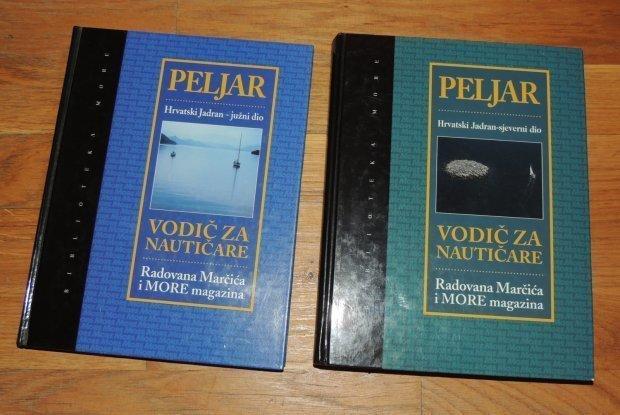 BIBLIOTEKA MORE
PELJAR
Hrvatski Jadran - južni dio
VODIČ ZA
NAUTIČARE
Radovana Marčića
i MORE magazina
BIBLIOTEKA MORE
PELJAR
Hrvatski Jadran-sjeverni dio
VODIČ ZA
NAUTIČARE
Radovana Marčića
i MORE magazina